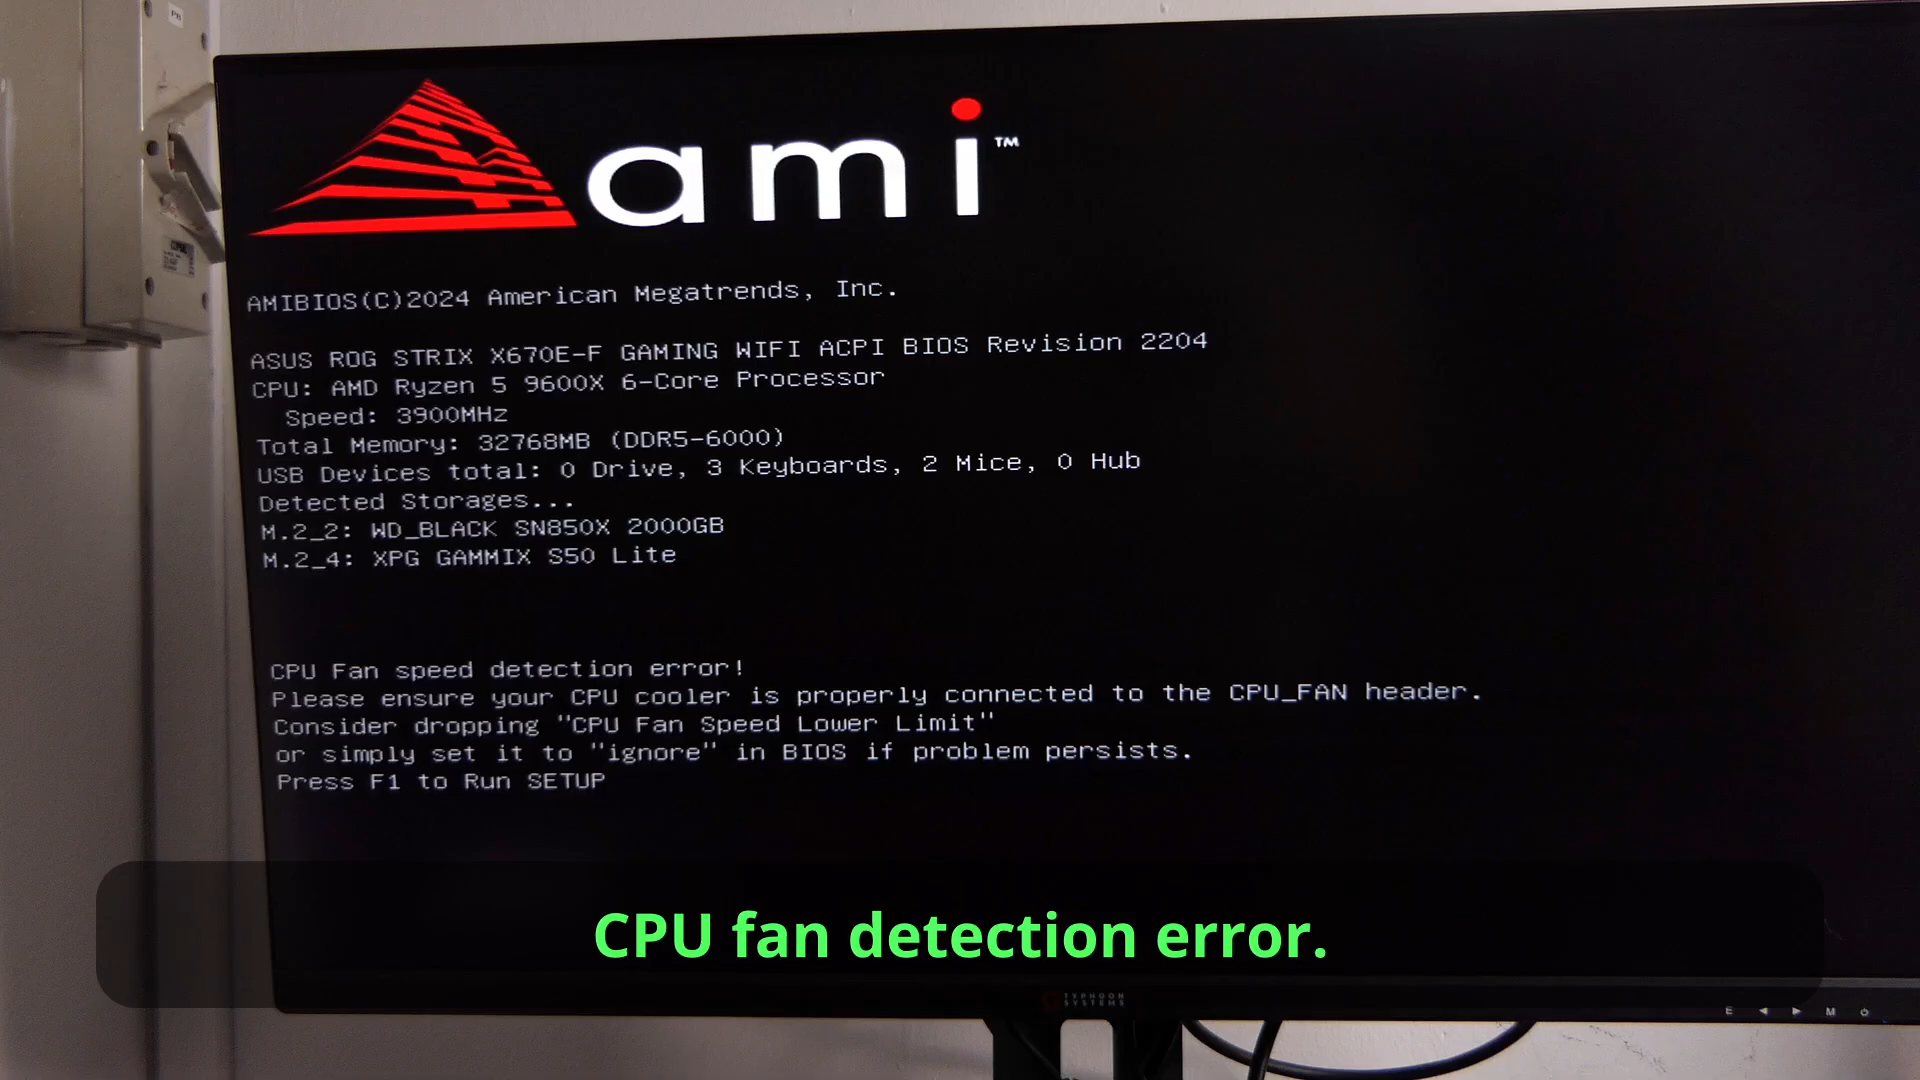 PB
ami™
AMIBIOS(C)2024 American Megatrends, Inc.
ASUS ROG STRIX X670E-F GAMING WIFI ACPI BIOS Revision 2204
CPU: AMD Ryzen 5 9600X 6-Core Processor
Speed: 3900MHz
Total Memory: 32768MB (DDR5-6000)
USB Devices total: 0 Drive, 3 Keyboards, 2 Mice, 0 Hub
Detected Storages...
M.2_2: WD_BLACK SN850X 2000GB
M.2_4: XPG GAMMIX S50 Lite
CPU Fan speed detection error!
Please ensure your CPU cooler is properly connected to the CPU_FAN header.
Consider dropping "CPU Fan Speed Lower Limit"
or simply set it to "ignore" in BIOS if problem persists.
Press F1 to Run SETUP
CPU fan detection error.
TYPHOON
SYSTEMS
E ◀ ▶ M